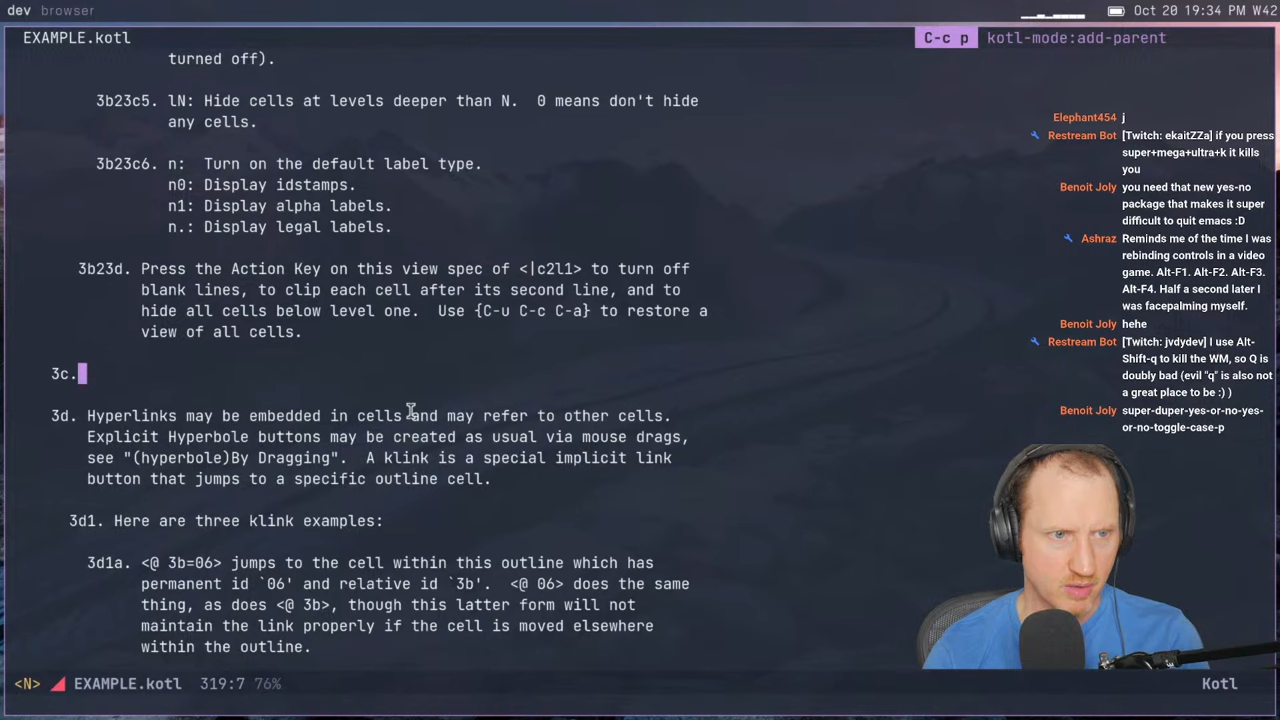 dev browser
Oct 20 19:34 PM W42
EXAMPLE.kotl
C-c p kotl-mode:add-parent
turned off).
3b23c5. lN: Hide cells at levels deeper than N.  0 means don't hide
any cells.
3b23c6. n:  Turn on the default label type.
n0: Display idstamps.
n1: Display alpha labels.
n.: Display legal labels.
3b23d. Press the Action Key on this view spec of <|c2l1> to turn off
blank lines, to clip each cell after its second line, and to
hide all cells below level one.  Use {C-u C-c C-a} to restore a
view of all cells.
3c.
3d. Hyperlinks may be embedded in cells and may refer to other cells.
Explicit Hyperbole buttons may be created as usual via mouse drags,
see "(hyperbole)By Dragging".  A klink is a special implicit link
button that jumps to a specific outline cell.
3d1. Here are three klink examples:
3d1a. <@ 3b=06> jumps to the cell within this outline which has
permanent id `06' and relative id `3b'.  <@ 06> does the same
thing, as does <@ 3b>, though this latter form will not
maintain the link properly if the cell is moved elsewhere
within the outline.
Elephant454 j
Restream Bot [Twitch: ekaitZZa] if you press
super+mega+ultra+k it kills
you
Benoit Joly you need that new yes-no
package that makes it super
difficult to quit emacs :D
Ashraz Reminds me of the time I was
rebinding controls in a video
game. Alt-F1. Alt-F2. Alt-F3.
Alt-F4. Half a second later I
was facepalming myself.
Benoit Joly hehe
Restream Bot [Twitch: jvdydev] I use Alt-
Shift-q to kill the WM, so Q is
doubly bad (evil "q" is also not
a great place to be :) )
Benoit Joly super-duper-yes-or-no-yes-
or-no-toggle-case-p
<N> EXAMPLE.kotl 319:7 76% Kotl